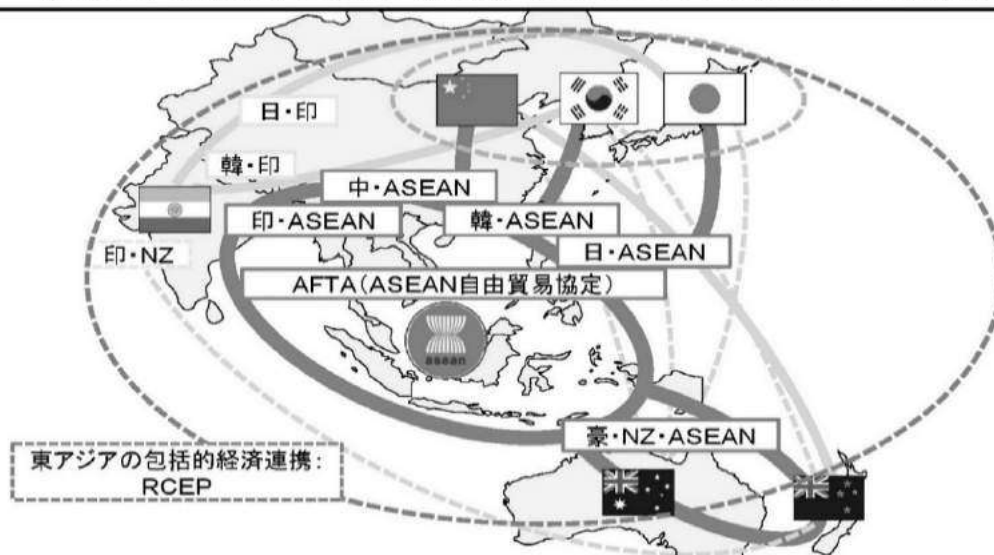 日・印
韓・印
中・ASEAN
印・ASEAN
韓・ASEAN
印・NZ
日・ASEAN
AFTA（ASEAN自由貿易協定）
asean
豪・NZ・ASEAN
東アジアの包括的経済連携：
RCEP